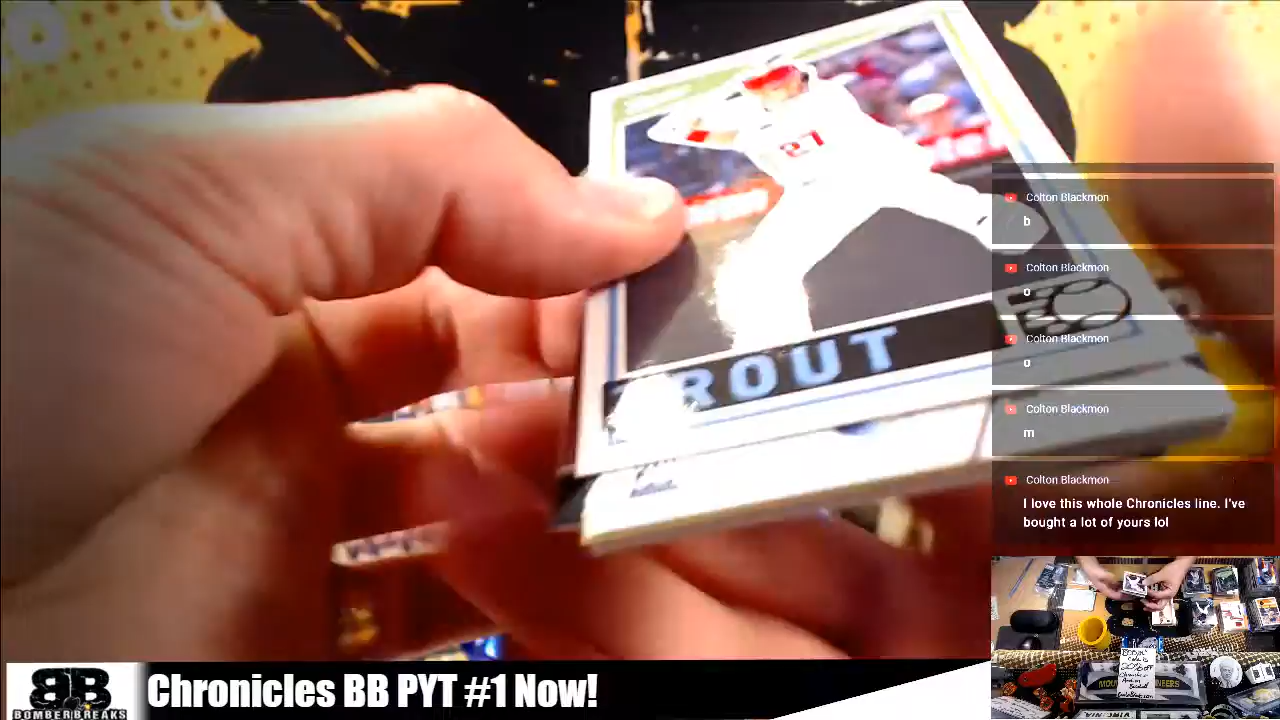 27
TROUT
Colton Blackmon
b
Colton Blackmon
o
Colton Blackmon
o
Colton Blackmon
m
Colton Blackmon
I love this whole Chronicles line. I've
bought a lot of yours lol
BB
BOMBER BREAKS
Chronicles BB PYT #1 Now!